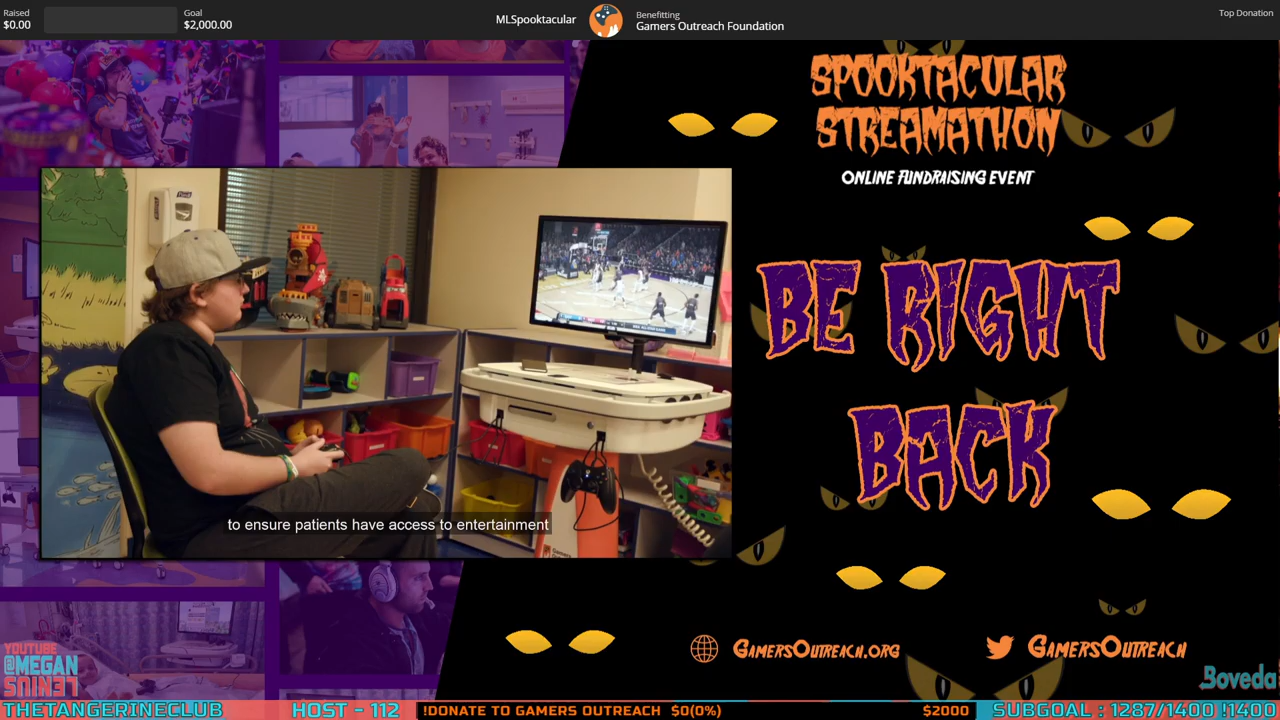 Raised
$0.00
Goal
$2,000.00
MLSpooktacular
Benefitting
Gamers Outreach Foundation
Top Donation
SPOOKTACULAR
STREAMATHON
ONLINE FUNDRAISING EVENT
BE RIGHT
BACK
to ensure patients have access to entertainment
GAMERSOUTREACH.ORG
GAMERSOUTREACH
YOUTUBE
@MEGAN
LENIUS
Boveda
THETANGERINECLUB
HOST - 112
!DONATE TO GAMERS OUTREACH $0(0%)
$2000
SUBGOAL : 1287/1400 !1400